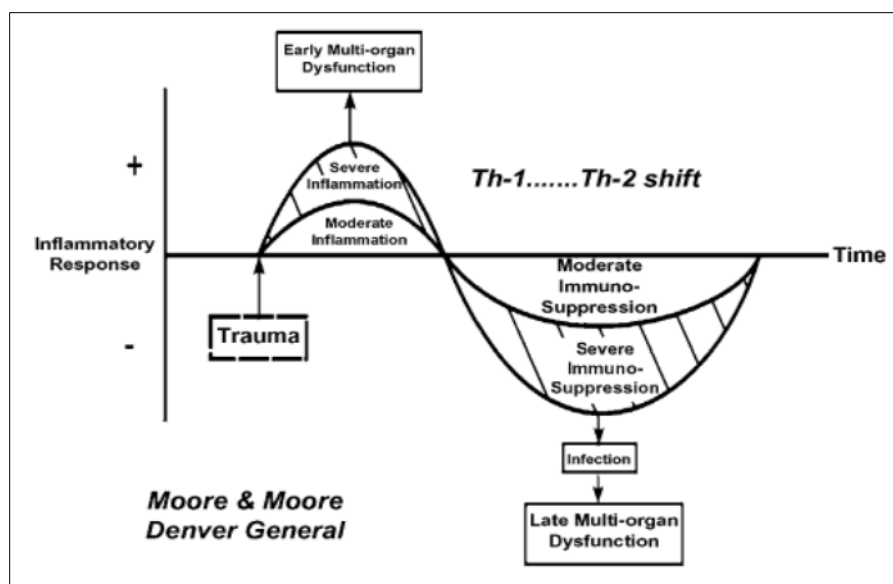 Early Multi-organ
Dysfunction
+
Severe
Inflammation
Th-1.......Th-2 shift
Moderate
Inflammation
Inflammatory
Response
Time
Moderate
Immuno-
Suppression
Trauma
-
Severe
Immuno-
Suppression
Infection
Moore & Moore
Denver General
Late Multi-organ
Dysfunction